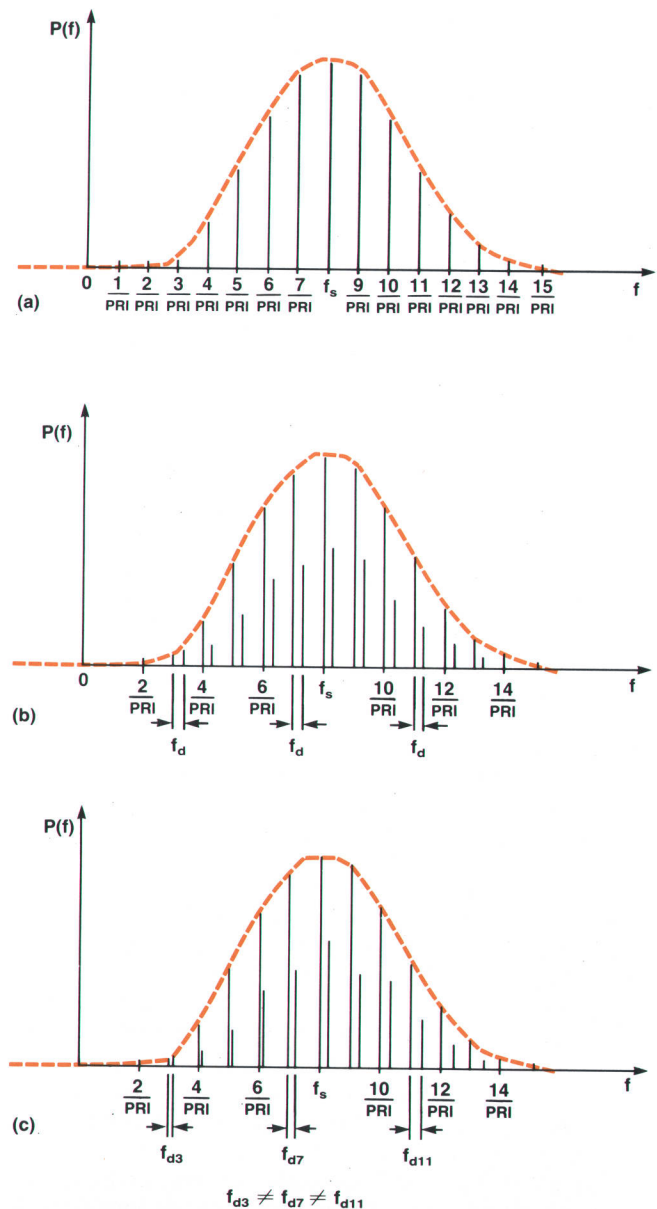 P(f)
0 1/PRI 2/PRI 3/PRI 4/PRI 5/PRI 6/PRI 7/PRI fs 9/PRI 10/PRI 11/PRI 12/PRI 13/PRI 14/PRI 15/PRI f
(a)
P(f)
0 2/PRI 4/PRI 6/PRI fs 10/PRI 12/PRI 14/PRI f
(b)
fd fd fd
P(f)
2/PRI 4/PRI 6/PRI fs 10/PRI 12/PRI 14/PRI f
(c)
fd3 fd7 fd11
fd3 ≠ fd7 ≠ fd11